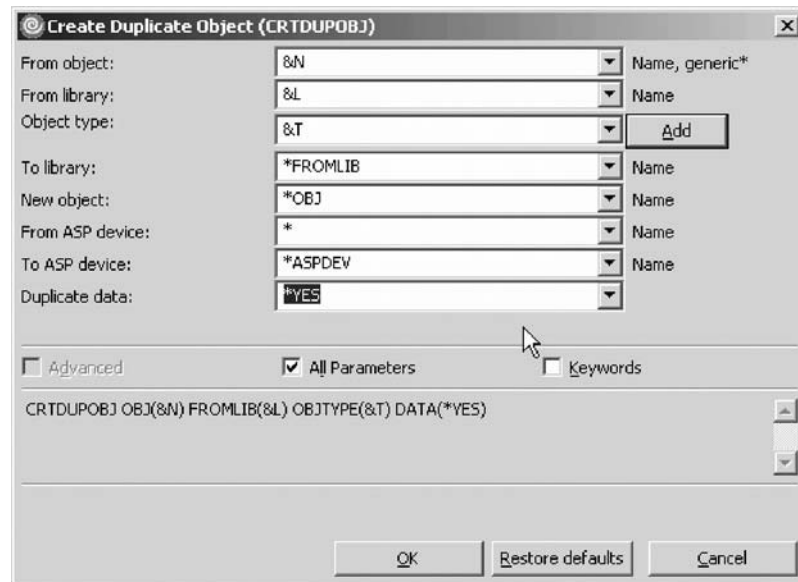 Create Duplicate Object (CRTDUPOBJ)
From object: &N Name, generic*
From library: &L Name
Object type: &T Add
To library: *FROMLIB Name
New object: *OBJ Name
From ASP device: * Name
To ASP device: *ASPDEV Name
Duplicate data: *YES
Advanced All Parameters Keywords
CRTDUPOBJ OBJ(&N) FROMLIB(&L) OBJTYPE(&T) DATA(*YES)
OK Restore defaults Cancel